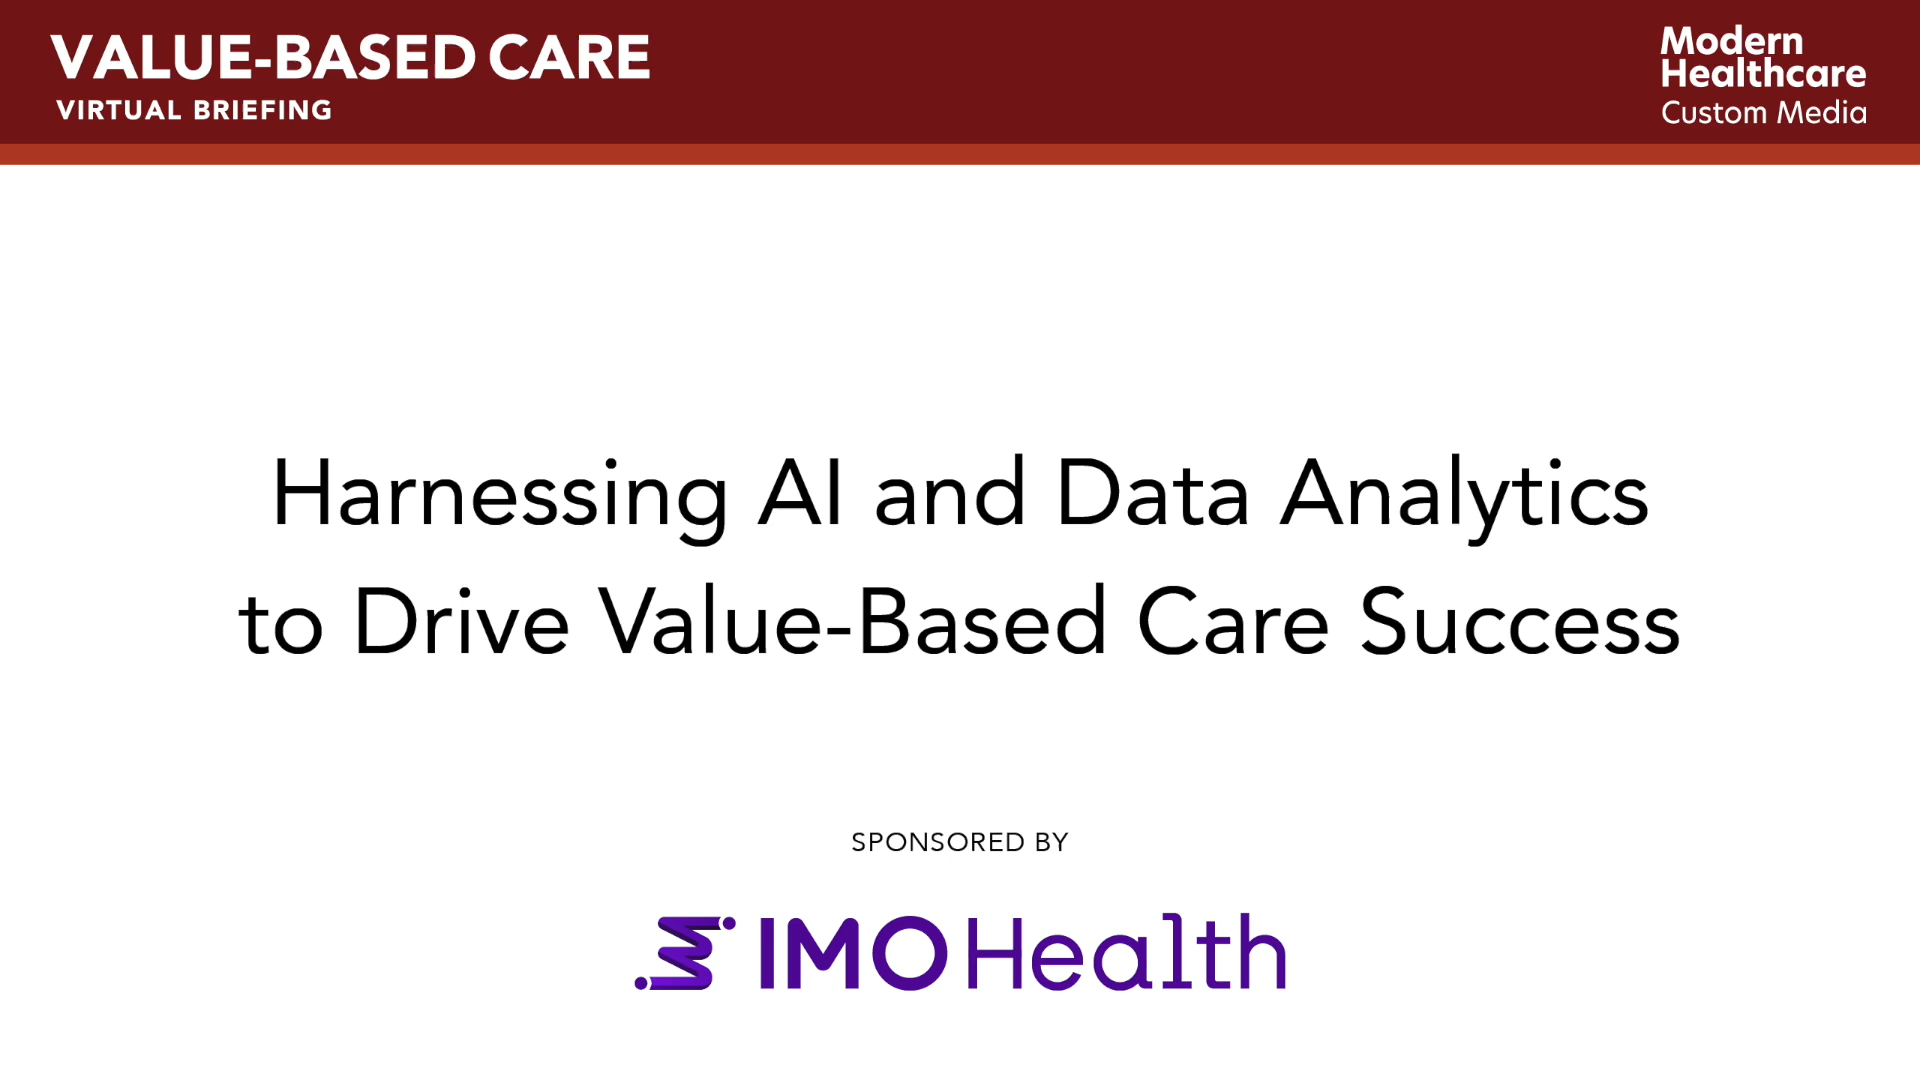 VALUE-BASED CARE
VIRTUAL BRIEFING
Modern
Healthcare
Custom Media
Harnessing AI and Data Analytics
to Drive Value-Based Care Success
SPONSORED BY
IMO Health